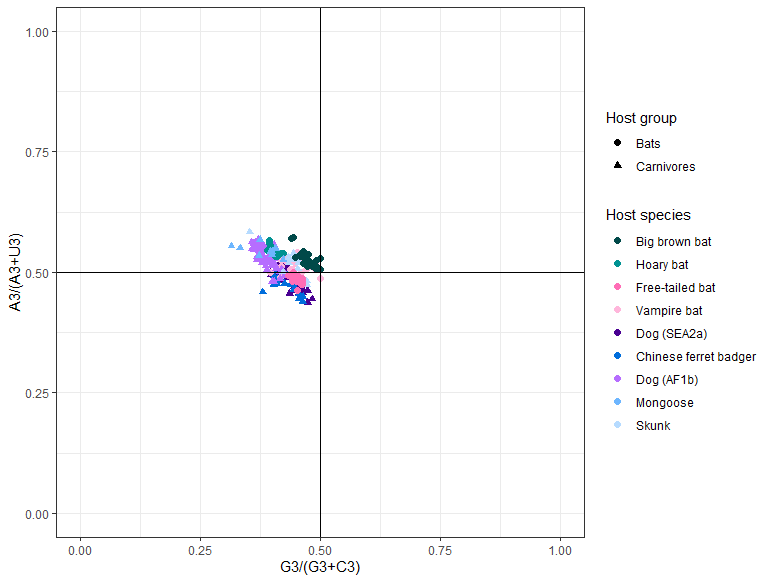 1.00
0.75
0.50
0.25
0.00
A3/(A3+U3)
0.00 0.25 0.50 0.75 1.00
G3/(G3+C3)
Host group
Bats
Carnivores
Host species
Big brown bat
Hoary bat
Free-tailed bat
Vampire bat
Dog (SEA2a)
Chinese ferret badger
Dog (AF1b)
Mongoose
Skunk